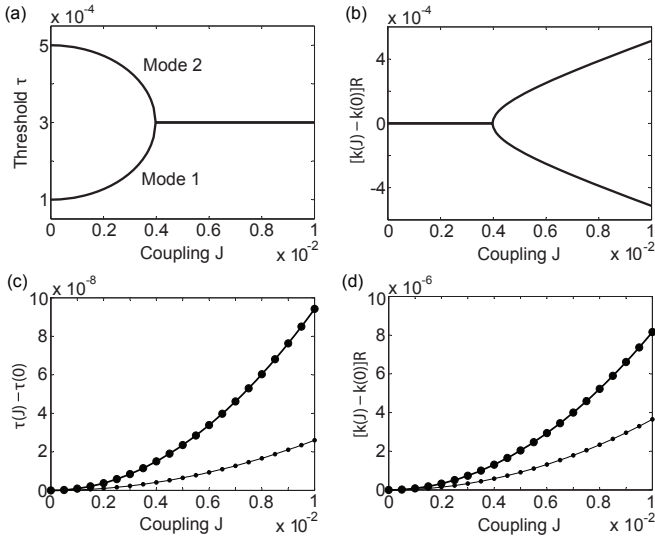 (a)
x 10⁻⁴
5
3
1
Threshold τ
Mode 2
Mode 1
0 0.2 0.4 0.6 0.8 1
Coupling J
x 10⁻²
(b)
x 10⁻⁴
4
0
-4
[k(J) − k(0)]R
0 0.2 0.4 0.6 0.8 1
Coupling J
x 10⁻²
(c)
x 10⁻⁸
10
8
6
4
2
0
τ(J) − τ(0)
0 0.2 0.4 0.6 0.8 1
Coupling J
x 10⁻²
(d)
x 10⁻⁶
10
8
6
4
2
0
[k(J) − k(0)]R
0 0.2 0.4 0.6 0.8 1
Coupling J
x 10⁻²